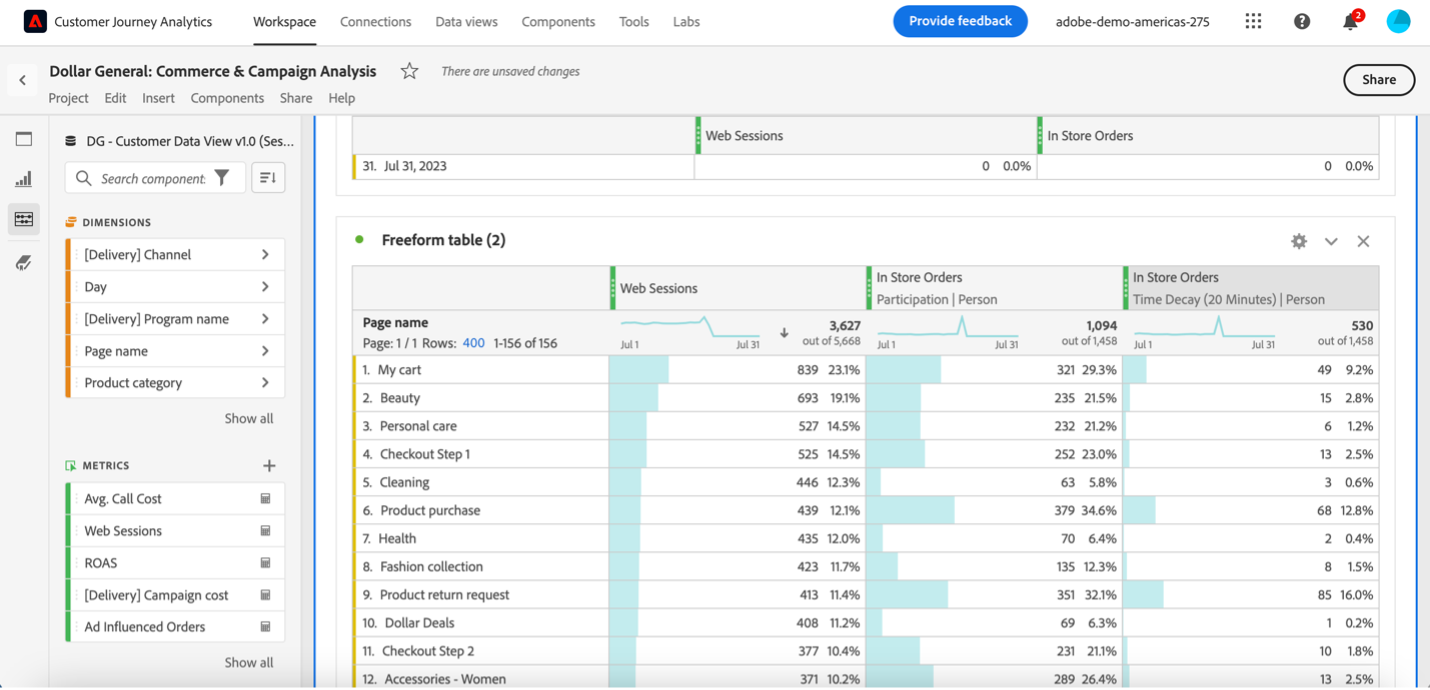 Customer Journey Analytics Workspace Connections Data views Components Tools Labs Provide feedback adobe-demo-americas-275 2
Dollar General: Commerce & Campaign Analysis There are unsaved changes
Share
Project Edit Insert Components Share Help
DG - Customer Data View v1.0 (Ses...
Search component:
DIMENSIONS
[Delivery] Channel
Day
[Delivery] Program name
Page name
Product category
Show all
METRICS
Avg. Call Cost
Web Sessions
ROAS
[Delivery] Campaign cost
Ad Influenced Orders
Show all
Web Sessions In Store Orders
31. Jul 31, 2023 0 0.0% 0 0.0%
Freeform table (2)
Web Sessions
In Store Orders
Participation | Person
In Store Orders
Time Decay (20 Minutes) | Person
Page name
Page: 1 / 1 Rows: 400 1-156 of 156
Jul 1 Jul 31
3,627
out of 5,668
Jul 1 Jul 31
1,094
out of 1,458
Jul 1 Jul 31
530
out of 1,458
1. My cart 839 23.1% 321 29.3% 49 9.2%
2. Beauty 693 19.1% 235 21.5% 15 2.8%
3. Personal care 527 14.5% 232 21.2% 6 1.2%
4. Checkout Step 1 525 14.5% 252 23.0% 13 2.5%
5. Cleaning 446 12.3% 63 5.8% 3 0.6%
6. Product purchase 439 12.1% 379 34.6% 68 12.8%
7. Health 435 12.0% 70 6.4% 2 0.4%
8. Fashion collection 423 11.7% 135 12.3% 8 1.5%
9. Product return request 413 11.4% 351 32.1% 85 16.0%
10. Dollar Deals 408 11.2% 69 6.3% 1 0.2%
11. Checkout Step 2 377 10.4% 231 21.1% 10 1.8%
12. Accessories - Women 371 10.2% 289 26.4% 13 2.5%